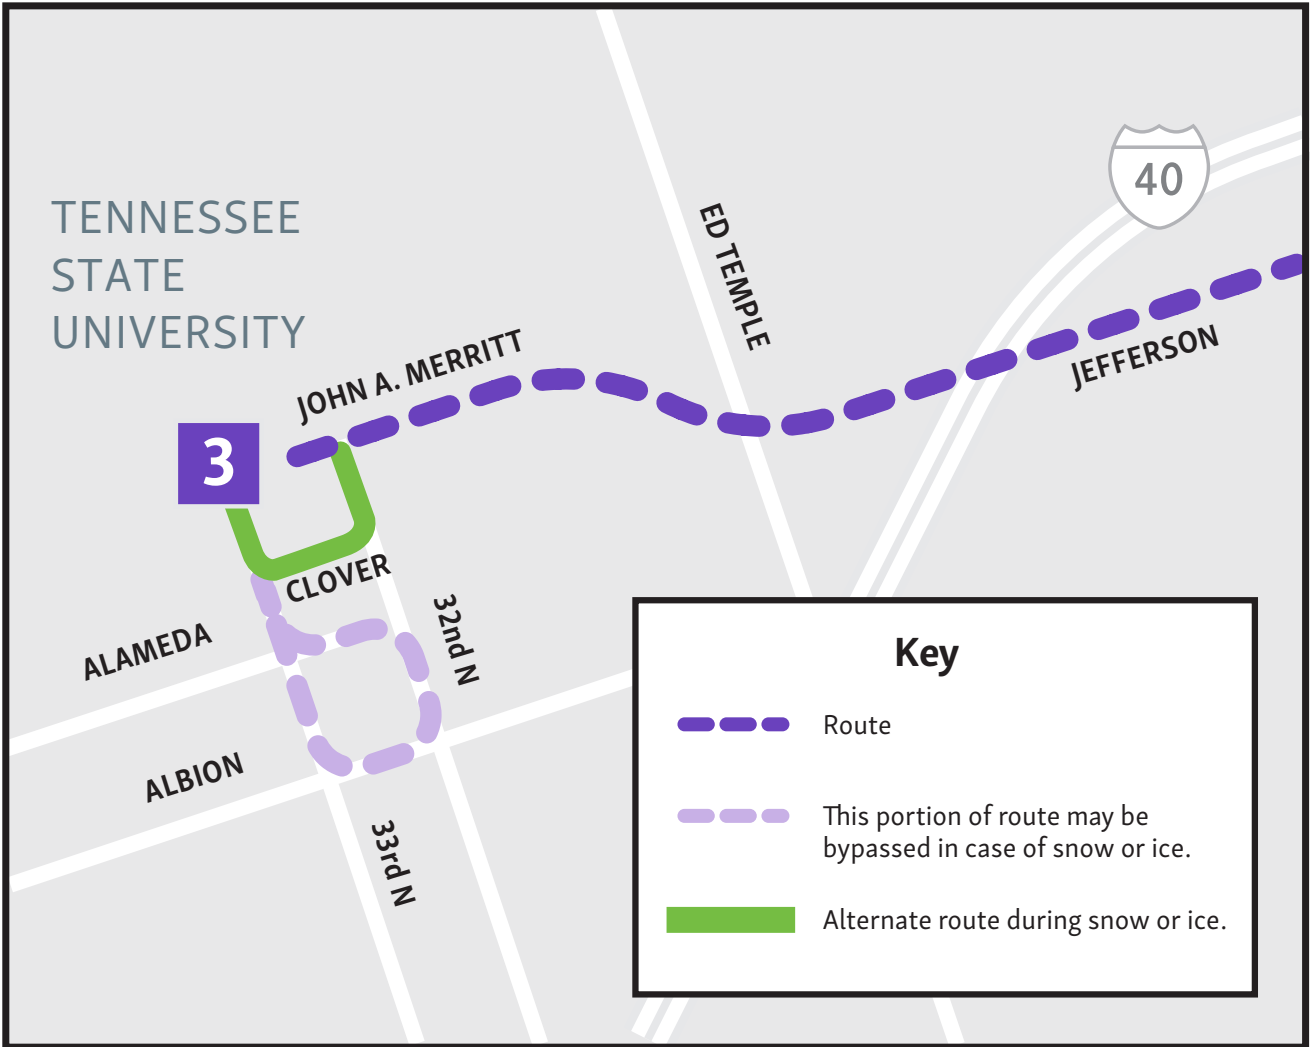 40
TENNESSEE
STATE
UNIVERSITY
ED TEMPLE
JOHN A. MERRITT
JEFFERSON
3
CLOVER
32nd N
ALAMEDA
ALBION
33rd N
Key
Route
This portion of route may be
bypassed in case of snow or ice.
Alternate route during snow or ice.